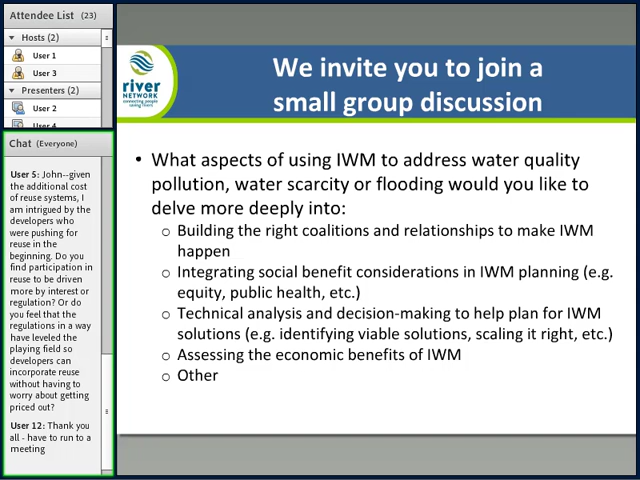 Attendee List (23)
Hosts (2)
User 1
User 3
Presenters (2)
User 2
User 4
Chat (Everyone)
User 5: John--given
the additional cost
of reuse systems, I
am intrigued by the
developers who
were pushing for
reuse in the
beginning. Do you
find participation in
reuse to be driven
more by interest or
regulation? Or do
you feel that the
regulations in a way
have leveled the
playing field so
developers can
incorporate reuse
without having to
worry about getting
priced out?
User 12: Thank you
all - have to run to a
meeting
river
NETWORK
connecting people
saving rivers
We invite you to join a
small group discussion
• What aspects of using IWM to address water quality
pollution, water scarcity or flooding would you like to
delve more deeply into:
o Building the right coalitions and relationships to make IWM
happen
o Integrating social benefit considerations in IWM planning (e.g.
equity, public health, etc.)
o Technical analysis and decision-making to help plan for IWM
solutions (e.g. identifying viable solutions, scaling it right, etc.)
o Assessing the economic benefits of IWM
o Other